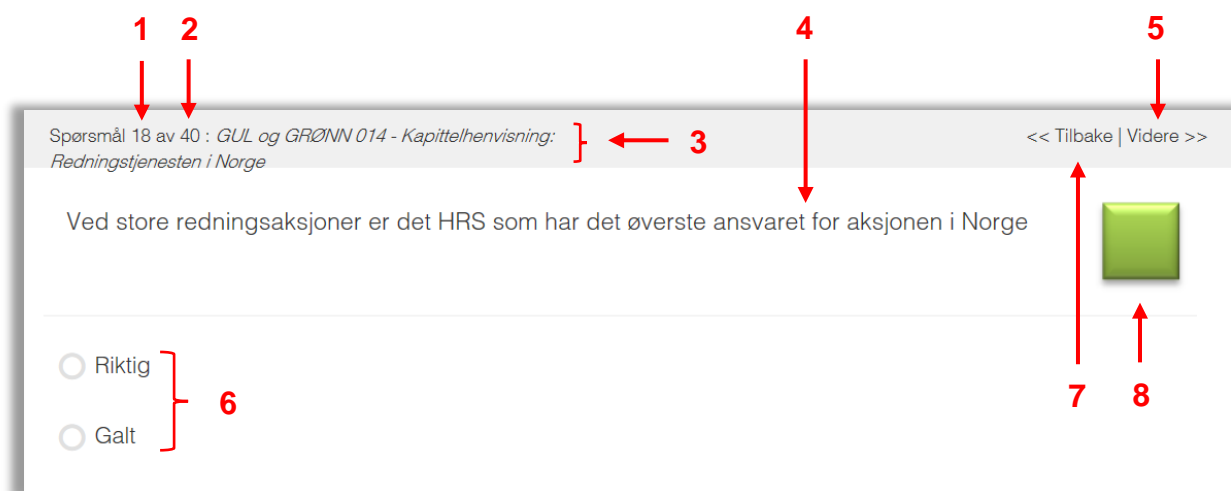 1 2 4 5
Spørsmål 18 av 40 : GUL og GRØNN 014 - Kapittelhenvisning: 3 << Tilbake | Videre >>
Redningstjenesten i Norge
Ved store redningsaksjoner er det HRS som har det øverste ansvaret for aksjonen i Norge
Riktig
6 7 8
Galt